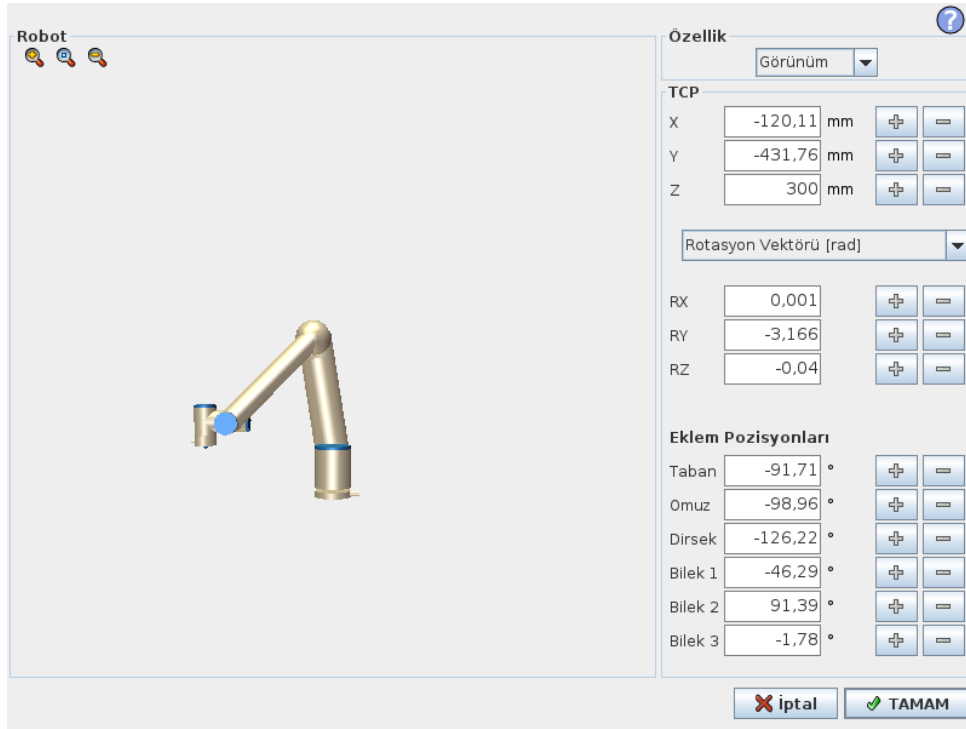 Robot
?
Özellik
Görünüm
TCP
X -120,11 mm
Y -431,76 mm
Z 300 mm
Rotasyon Vektörü [rad]
RX 0,001
RY -3,166
RZ -0,04
Eklem Pozisyonları
Taban -91,71 °
Omuz -98,96 °
Dirsek -126,22 °
Bilek 1 -46,29 °
Bilek 2 91,39 °
Bilek 3 -1,78 °
İptal
TAMAM